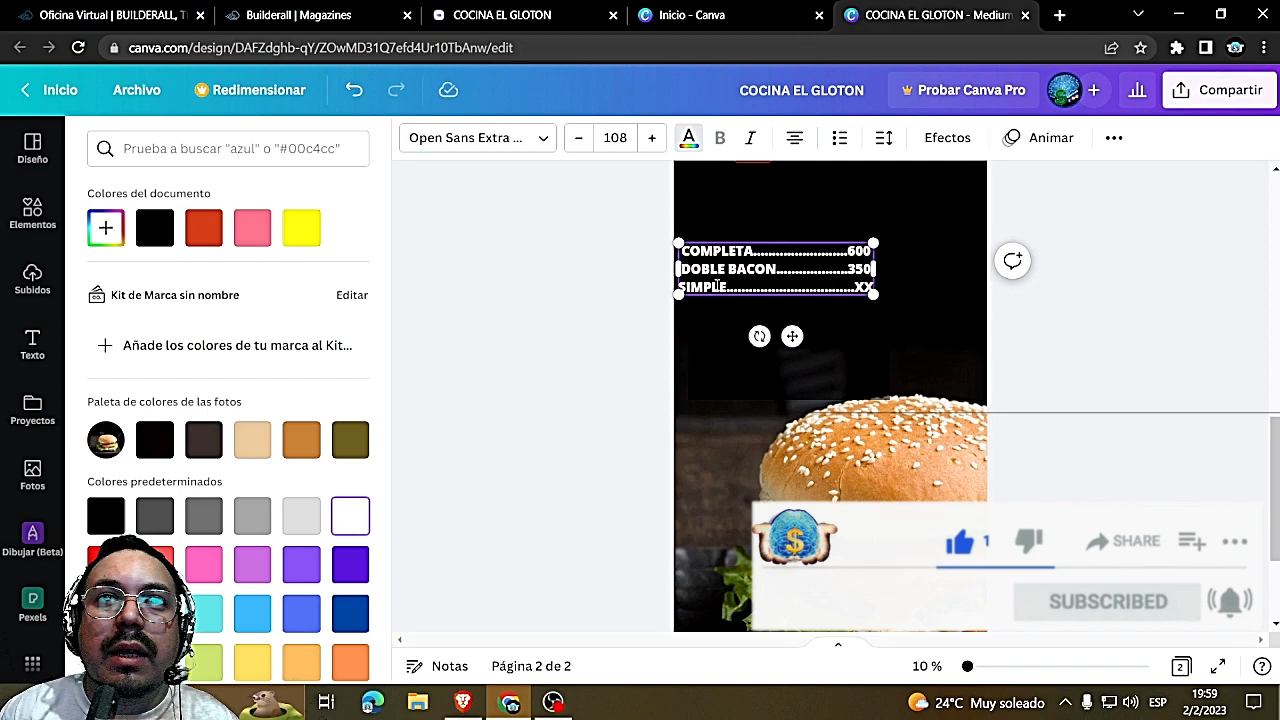 Oficina Virtual | BUILDERALL, T
Builderall | Magazines
COCINA EL GLOTON
Inicio - Canva
COCINA EL GLOTON - Medium
canva.com/design/DAFZdghb-qY/ZOwMD31Q7efd4Ur10TbAnw/edit
Inicio
Archivo
Redimensionar
COCINA EL GLOTON
Probar Canva Pro
Compartir
Diseño
Elementos
Subidos
Texto
Proyectos
Fotos
Dibujar (Beta)
Pexels
Prueba a buscar "azul" o "#00c4cc"
Colores del documento
Kit de Marca sin nombre
Editar
Añade los colores de tu marca al Kit...
Paleta de colores de las fotos
Colores predeterminados
Open Sans Extra ...
108
A
B
I
Efectos
Animar
COMPLETA.........................600
DOBLE BACON...................350
SIMPLE..................................XX
1
SHARE
SUBSCRIBED
Notas
Página 2 de 2
10 %
2
24°C Muy soleado
ESP
19:59
2/2/2023